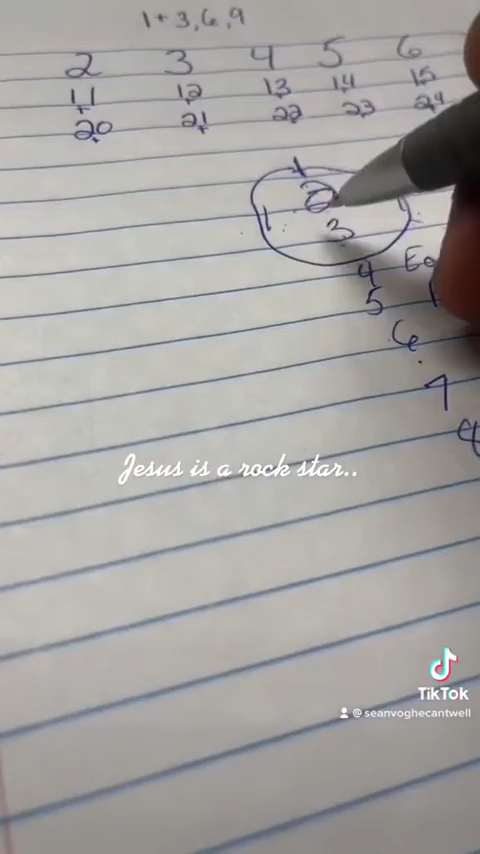 1 + 3, 6, 9
2 3 4 5 6
11 12 13 14 15
20 21 22 23 24
1
2
1
3
4
5
6
Jesus is a rock star..
TikTok
@seanvoghecantwell